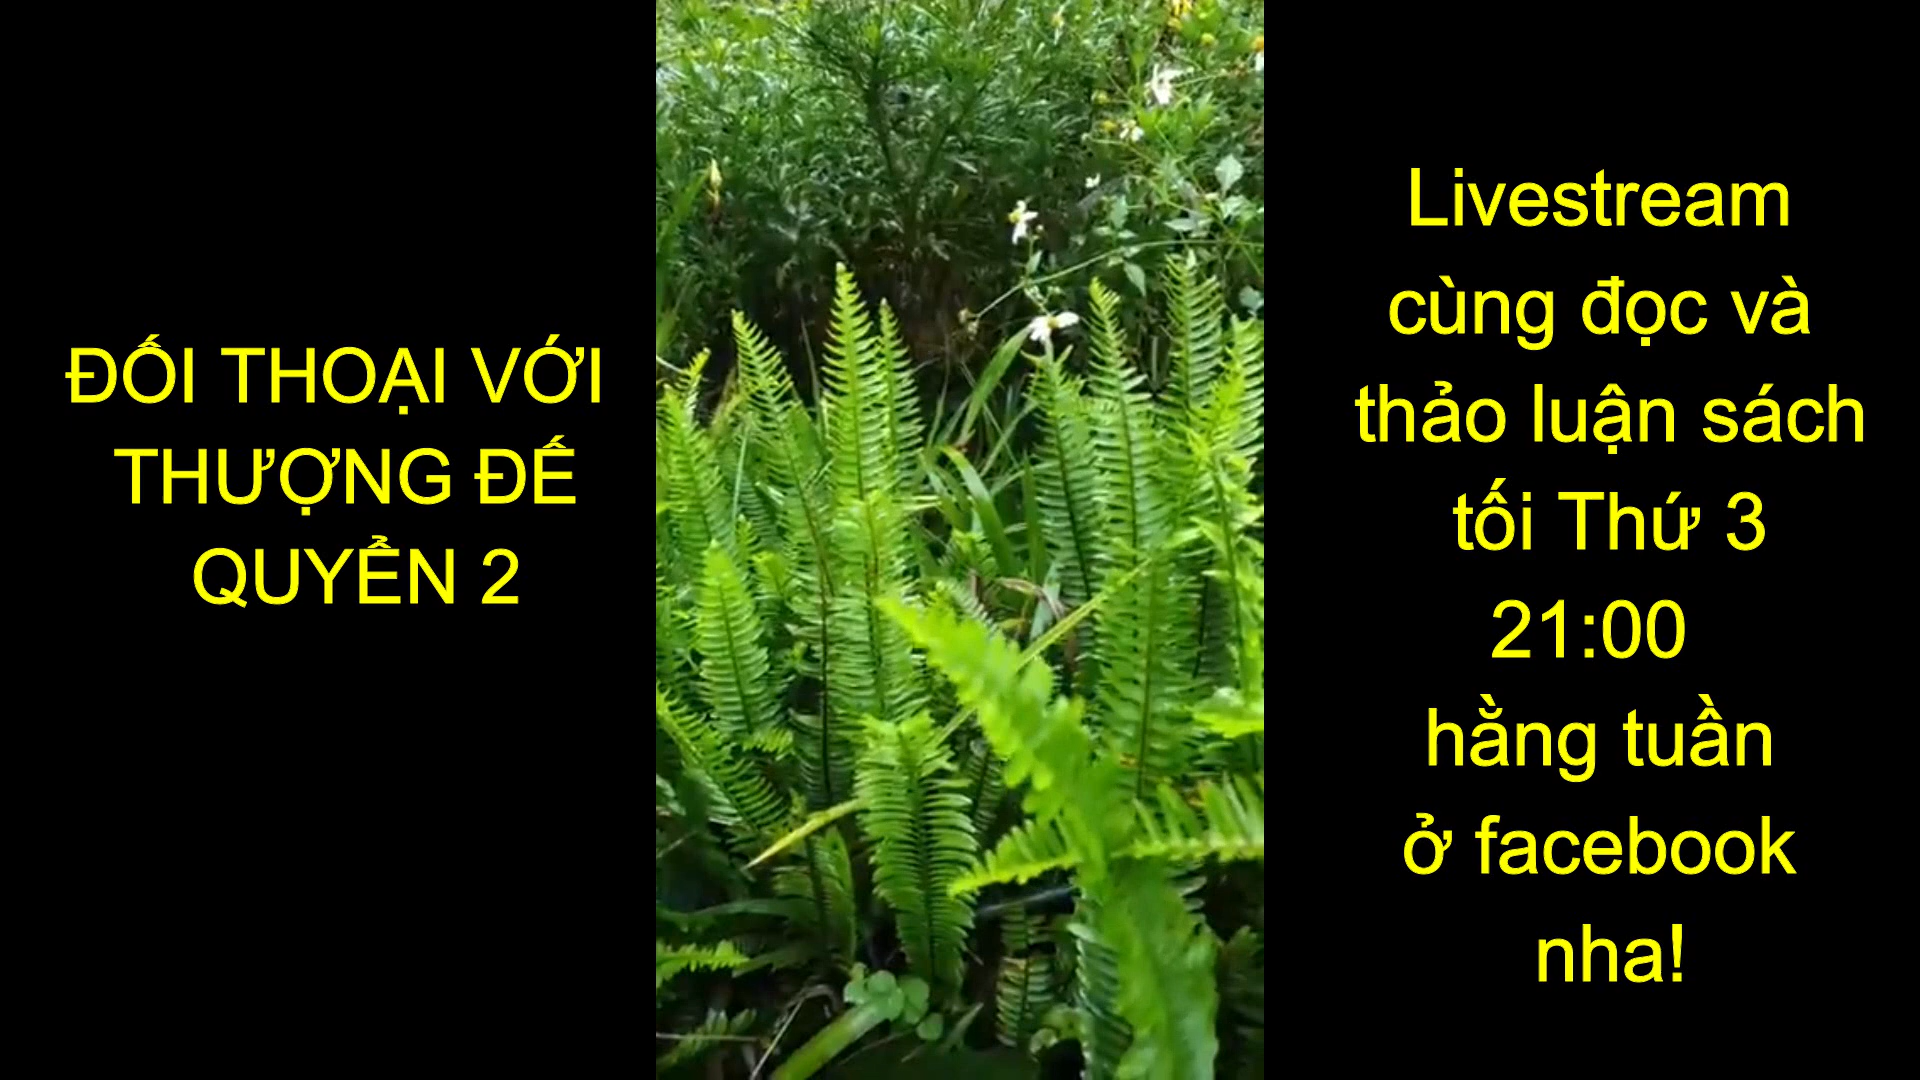 ĐỐI THOẠI VỚI
THƯỢNG ĐẾ
QUYỂN 2
Livestream
cùng đọc và
thảo luận sách
tối Thứ 3
21:00
hằng tuần
ở facebook
nha!